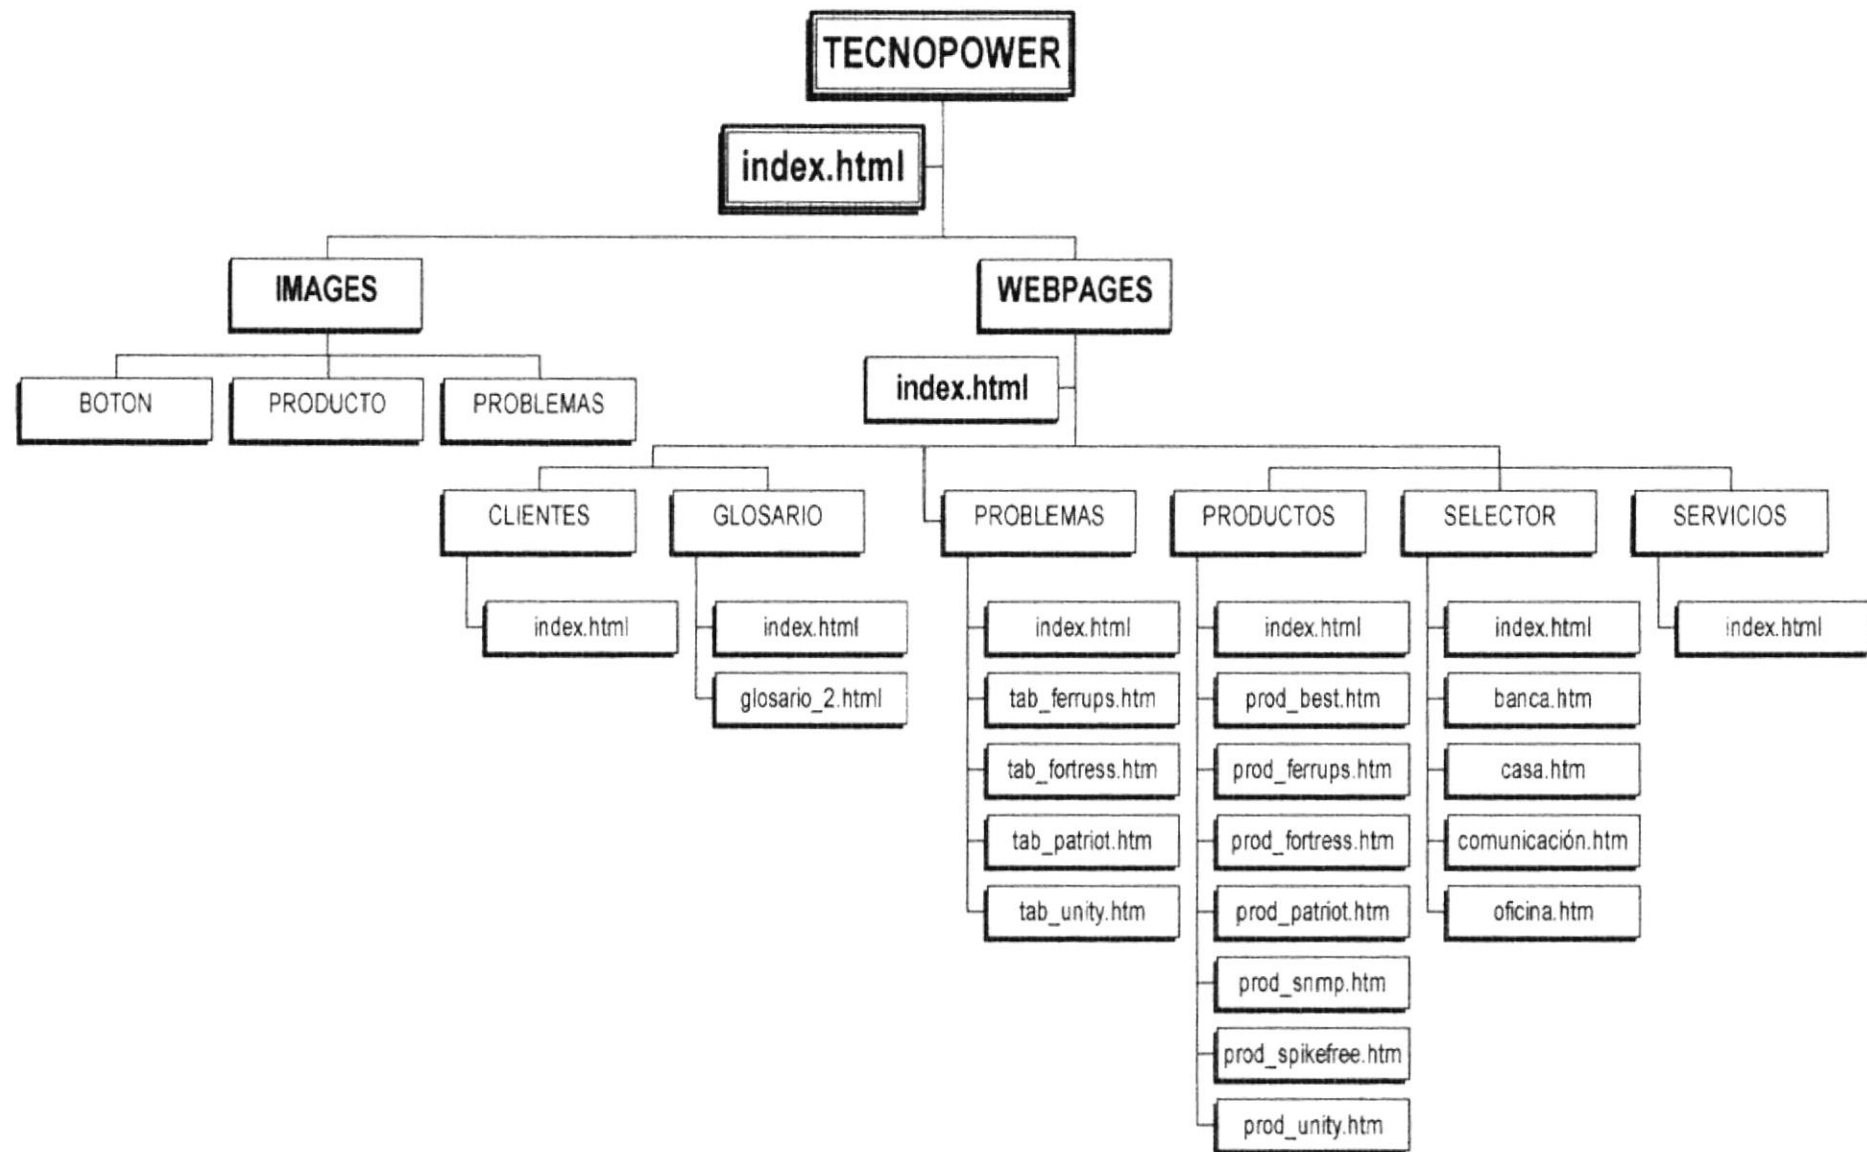 TECNOPOWER
index.html
IMAGES
WEBPAGES
BOTON
PRODUCTO
PROBLEMAS
index.html
CLIENTES
GLOSARIO
PROBLEMAS
PRODUCTOS
SELECTOR
SERVICIOS
index.html
index.html
index.html
index.html
index.html
index.html
glosario_2.html
tab_ferrups.htm
prod_best.htm
banca.htm
tab_fortress.htm
prod_ferrups.htm
casa.htm
tab_patriot.htm
prod_fortress.htm
comunicación.htm
tab_unity.htm
prod_patriot.htm
oficina.htm
prod_snmp.htm
prod_spikefree.htm
prod_unity.htm